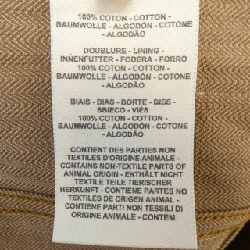 100% COTON - COTTON -
BAUMWOLLE - ALGODÓN - COTONE
- ALGODÃO
DOUBLURE - LINING -
INNENFUTTER - FODERA - FORRO
100% COTON - COTTON -
BAUMWOLLE - ALGODÓN - COTONE
- ALGODÃO
BIAIS - BIAS - BORTE - BIES -
SBIECO - VIÉS
100% COTON - COTTON -
BAUMWOLLE - ALGODÓN - COTONE
- ALGODÃO
CONTIENT DES PARTIES NON
TEXTILES D'ORIGINE ANIMALE -
CONTAINS NON-TEXTILE PARTS OF
ANIMAL ORIGIN - ENTHÄLT NICHT
TEXTILE TEILE TIERISCHER
HERKUNFT - CONTIENE PARTES NO
TEXTILES DE ORIGEN ANIMAL -
CONTIENE PARTI NON TESSILI DI
ORIGINE ANIMALE -